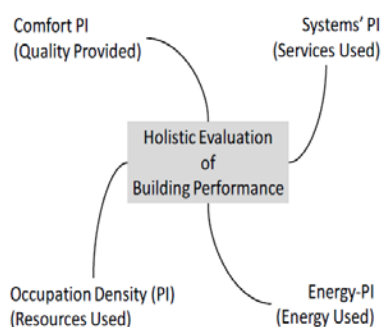 Comfort PI
(Quality Provided)
Systems' PI
(Services Used)
Holistic Evaluation
of
Building Performance
Occupation Density (PI)
(Resources Used)
Energy-PI
(Energy Used)